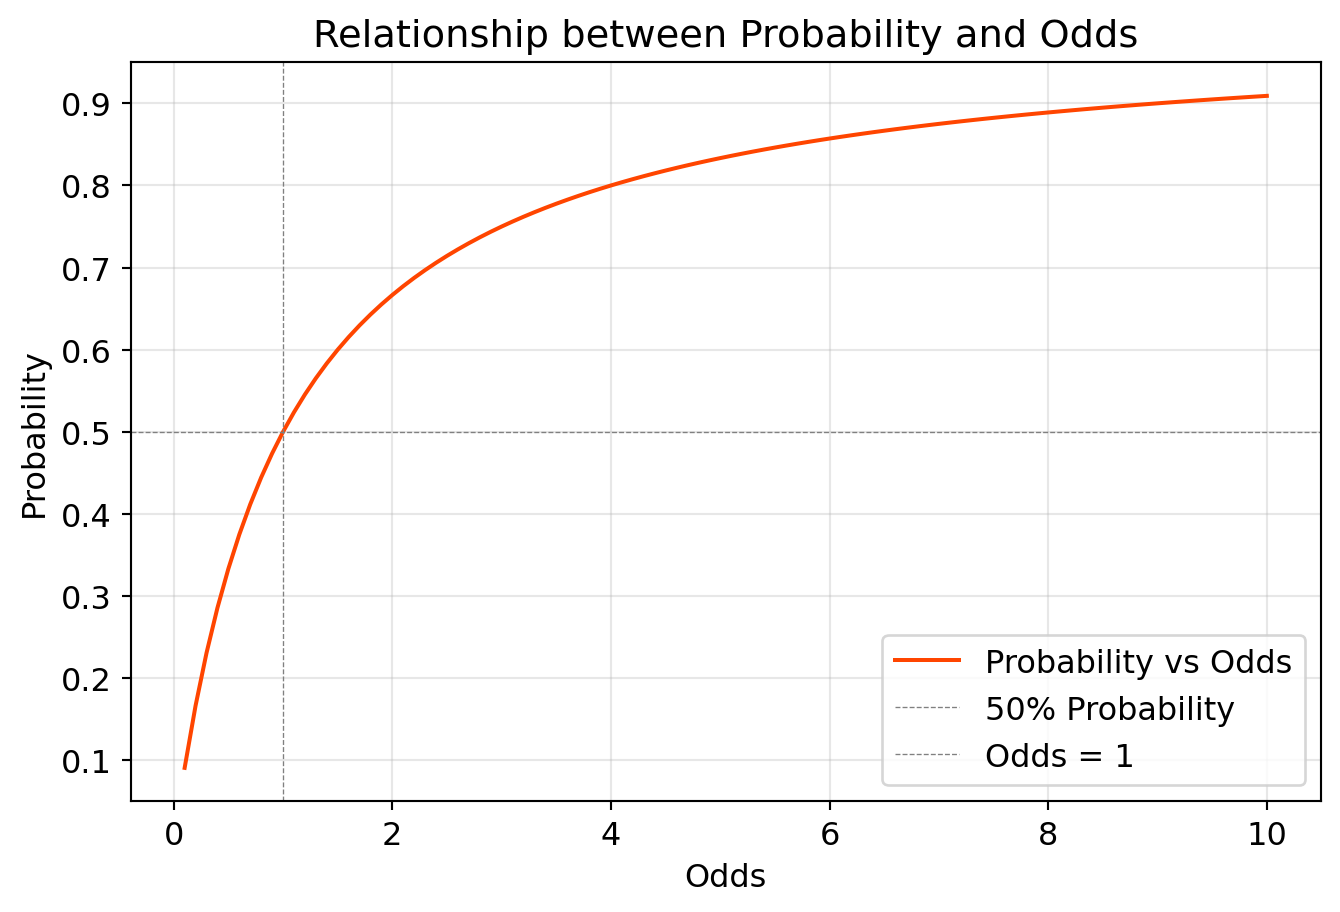 Relationship between Probability and Odds
Probability
0.9
0.8
0.7
0.6
0.5
0.4
0.3
0.2
0.1
Probability vs Odds
50% Probability
Odds = 1
0 2 4 6 8 10
Odds